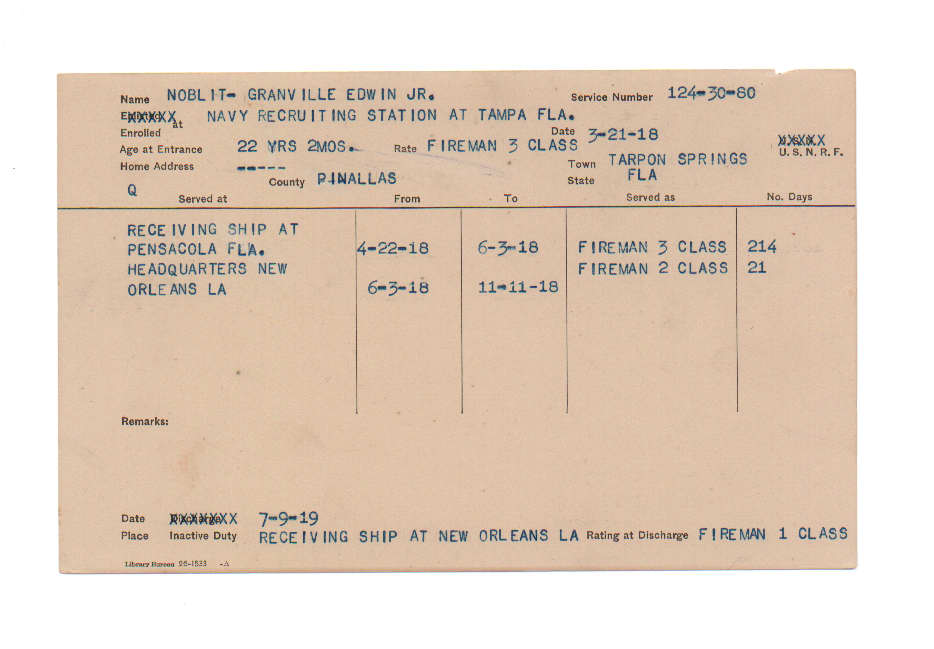 Name NOBLIT- GRANVILLE EDWIN JR. Service Number 124-30-80
XXXXX at NAVY RECRUITING STATION AT TAMPA FLA.
Enrolled Date 3-21-18
Age at Entrance 22 YRS 2MOS. Rate FIREMAN 3 CLASS XXXXX U. S. N. R. F.
Home Address ----- Town TARPON SPRINGS
County PINALLAS State FLA
Q
Served at From To Served as No. Days
RECEIVING SHIP AT
PENSACOLA FLA. 4-22-18 6-3-18 FIREMAN 3 CLASS 214
HEADQUARTERS NEW FIREMAN 2 CLASS 21
ORLEANS LA 6-3-18 11-11-18
Remarks:
Date XXXXXXX 7-9-19
Place Inactive Duty RECEIVING SHIP AT NEW ORLEANS LA Rating at Discharge FIREMAN 1 CLASS
Library Bureau 26-1533 -A